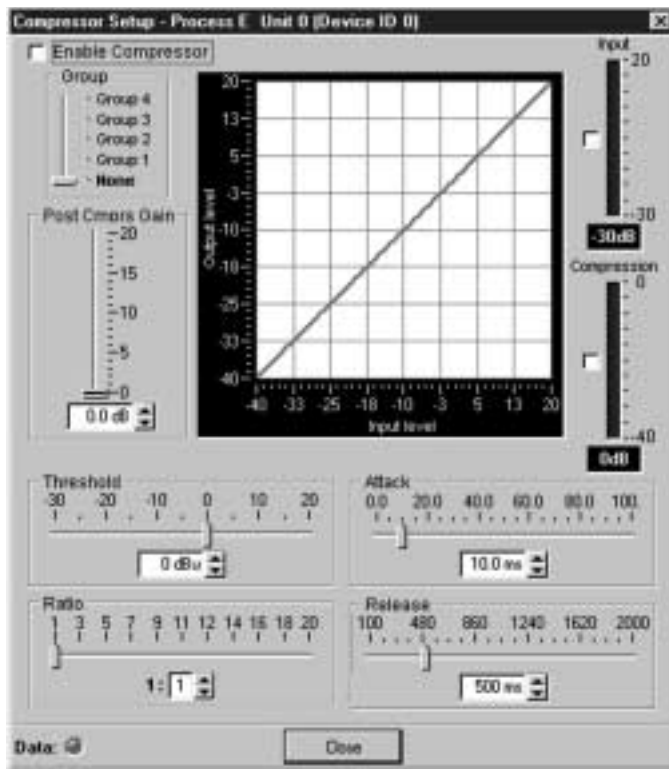 Compressor Setup - Process E Unit 0 (Device ID 0)
Enable Compressor
Group
Group 4
Group 3
Group 2
Group 1
None
Post Cmprs Gain
20
15
10
5
0
0.0 dB
Output level
20
13
5
-3
-10
-18
-25
-33
-40
-40 -33 -25 -18 -10 -3 5 13 20
Input level
Input
20
-30
-30dB
Compression
0
-40
0dB
Threshold
-30 -20 -10 0 10 20
0 dBu
Attack
0.0 20.0 40.0 60.0 80.0 100.
10.0 ms
Ratio
1 3 5 7 9 11 12 14 16 18 20
1 : 1
Release
100 480 860 1240 1620 2000
500 ms
Data:
Close